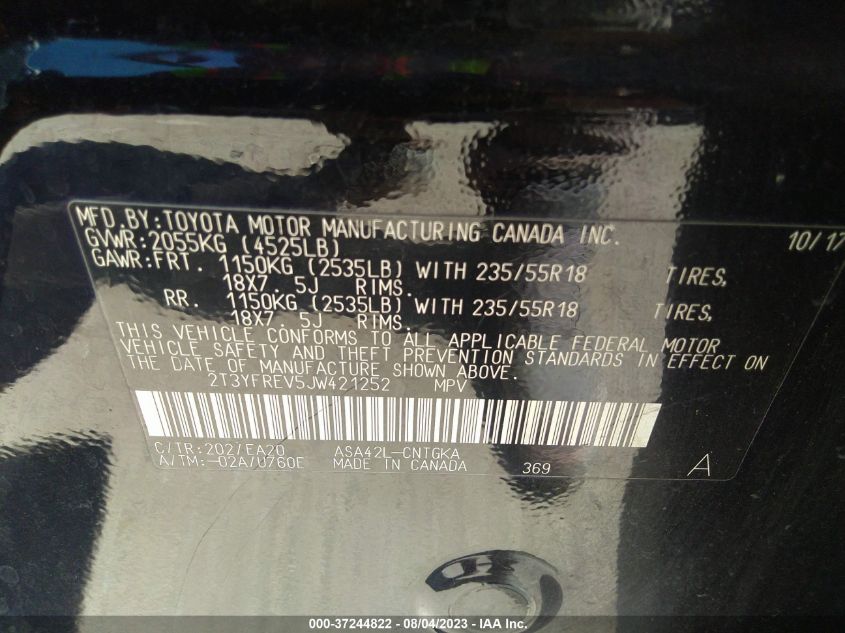 MFD.BY:TOYOTA MOTOR MANUFACTURING CANADA INC. 10/17
GVWR:2055KG (4525LB)
GAWR:FRT. 1150KG (2535LB) WITH 235/55R18 TIRES,
18X7.5J RIMS.
RR. 1150KG (2535LB) WITH 235/55R18 TIRES,
18X7.5J RIMS.
THIS VEHICLE CONFORMS TO ALL APPLICABLE FEDERAL MOTOR
VEHICLE SAFETY AND THEFT PREVENTION STANDARDS IN EFFECT ON
THE DATE OF MANUFACTURE SHOWN ABOVE.
2T3YFREV5JW421252 MPV
C/TR:202/EA20 ASA42L-CNTGKA
A/TM:-02A/U760E MADE IN CANADA 369 A
000-37244822 - 08/04/2023 - IAA Inc.